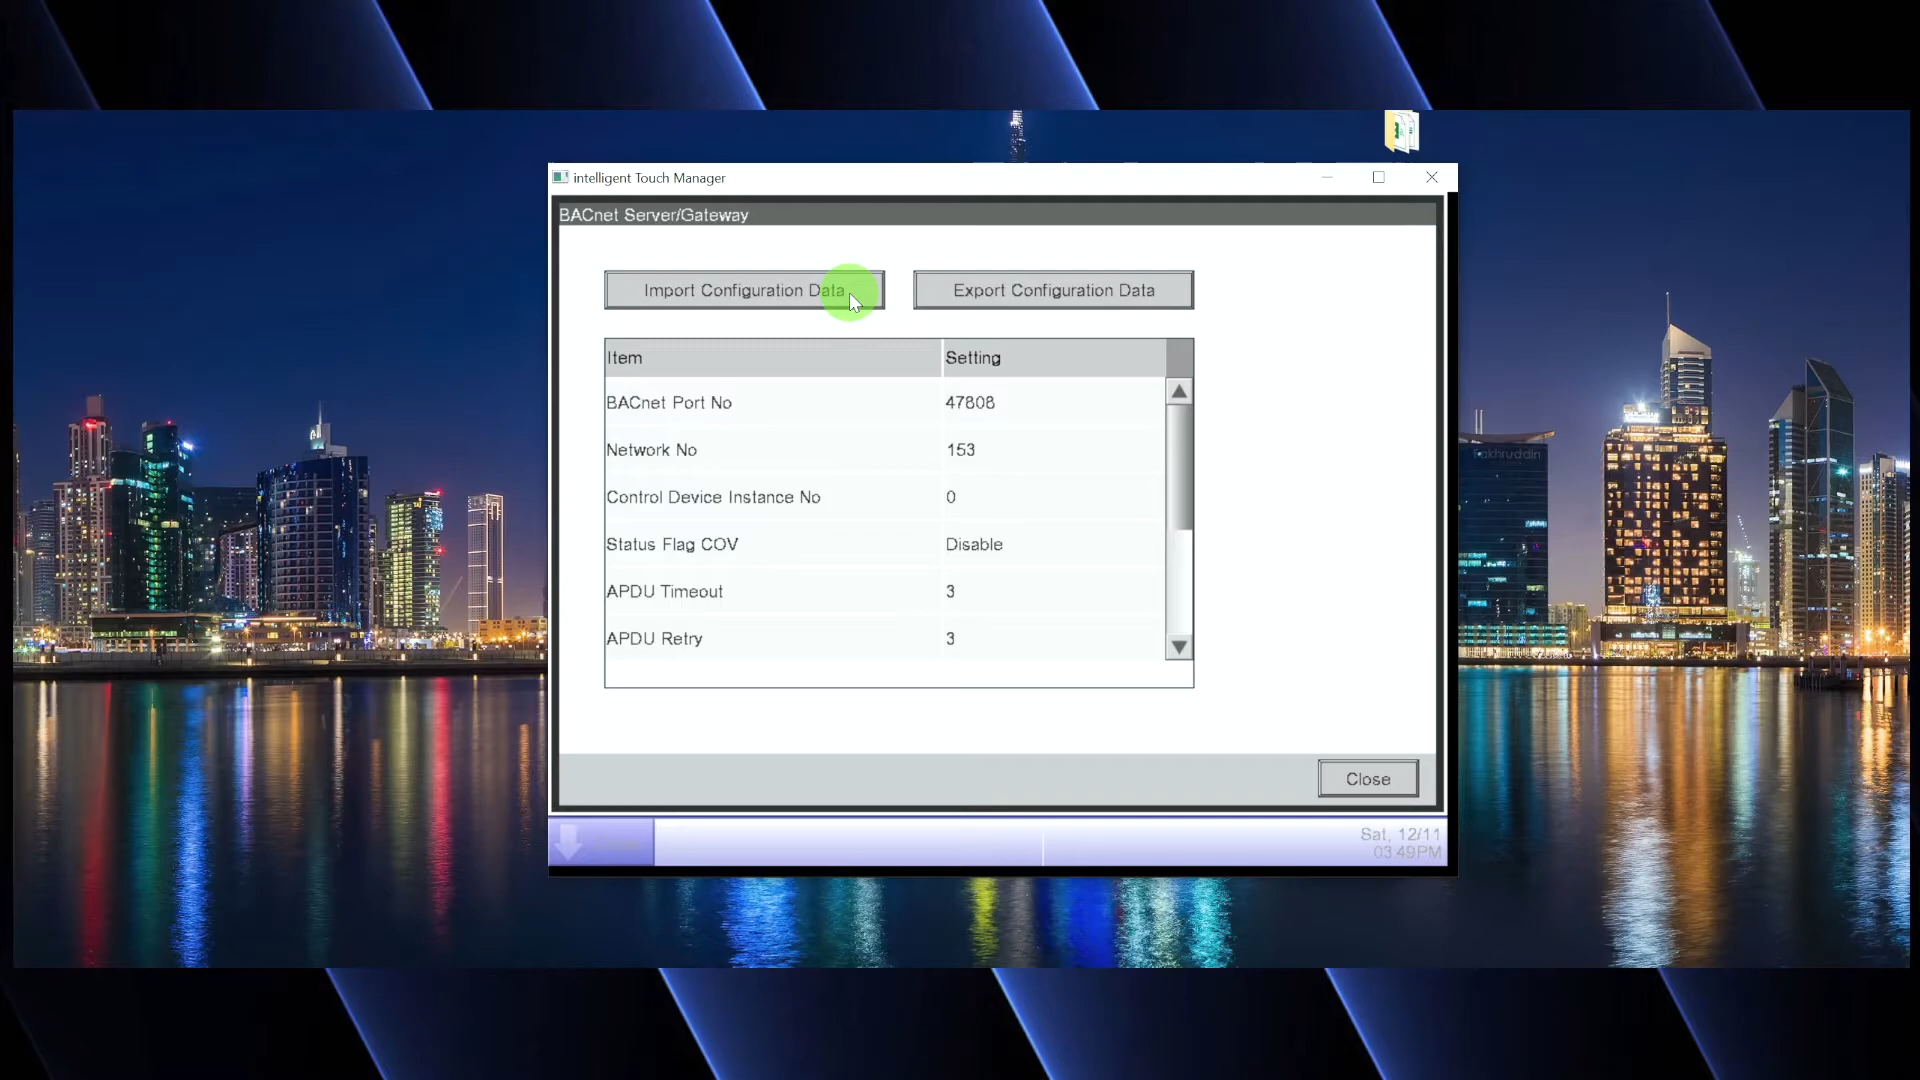 intelligent Touch Manager
BACnet Server/Gateway
Import Configuration Data
Export Configuration Data
Item Setting
BACnet Port No 47808
Network No 153
Control Device Instance No 0
Status Flag COV Disable
APDU Timeout 3
APDU Retry 3
Close
Sat, 12/11
03:49PM
fakhruddin